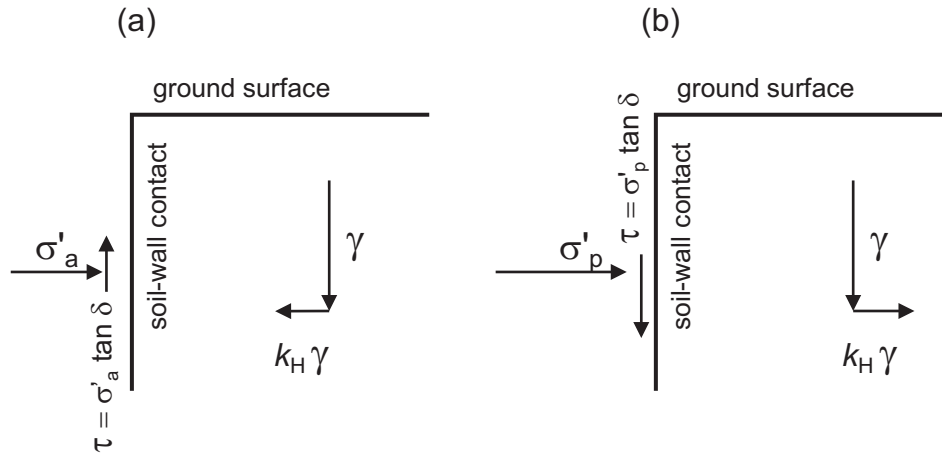 (a)
ground surface
soil-wall contact
σ'a
τ = σ'a tan δ
γ
kH γ
(b)
ground surface
τ = σ'p tan δ
soil-wall contact
σ'p
γ
kH γ